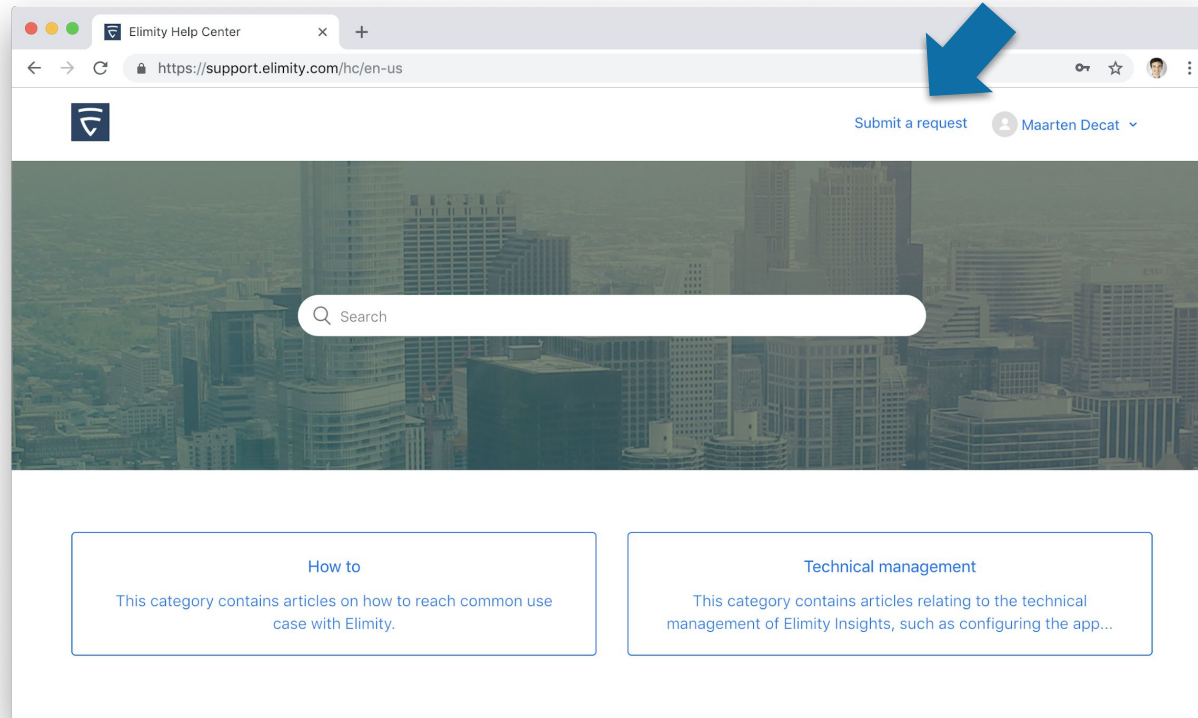 Elimity Help Center
https://support.elimity.com/hc/en-us
Submit a request
Maarten Decat
Search
How to
This category contains articles on how to reach common use
case with Elimity.
Technical management
This category contains articles relating to the technical
management of Elimity Insights, such as configuring the app...